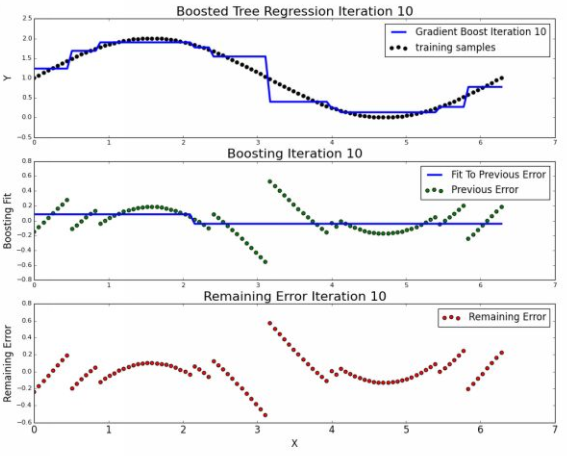 Boosted Tree Regression Iteration 10
2.5
2.0
1.5
1.0
0.5
0.0
−0.5
Y
Gradient Boost Iteration 10
training samples
0 1 2 3 4 5 6 7
Boosting Iteration 10
0.8
0.6
0.4
0.2
0.0
−0.2
−0.4
−0.6
−0.8
Boosting Fit
Fit To Previous Error
Previous Error
0 1 2 3 4 5 6 7
Remaining Error Iteration 10
0.8
0.6
0.4
0.2
0.0
−0.2
−0.4
−0.6
Remaining Error
Remaining Error
0 1 2 3 4 5 6 7
X